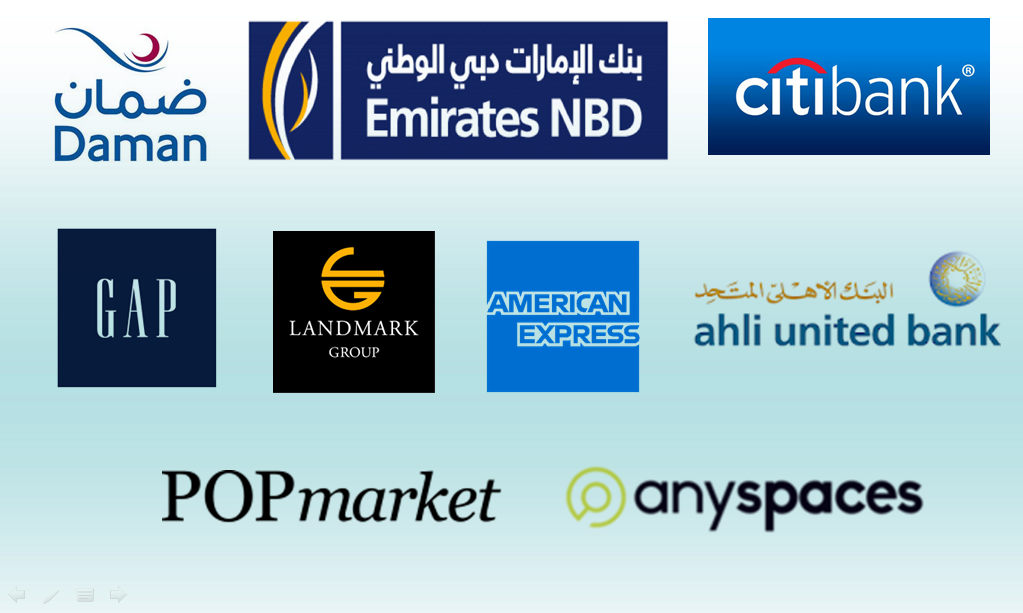 ضمان
Daman
بنك الإمارات دبي الوطني
Emirates NBD
citibank®
GAP
LANDMARK
GROUP
AMERICAN
EXPRESS
البنك الاهلي المتحد
ahli united bank
POPmarket
anyspaces